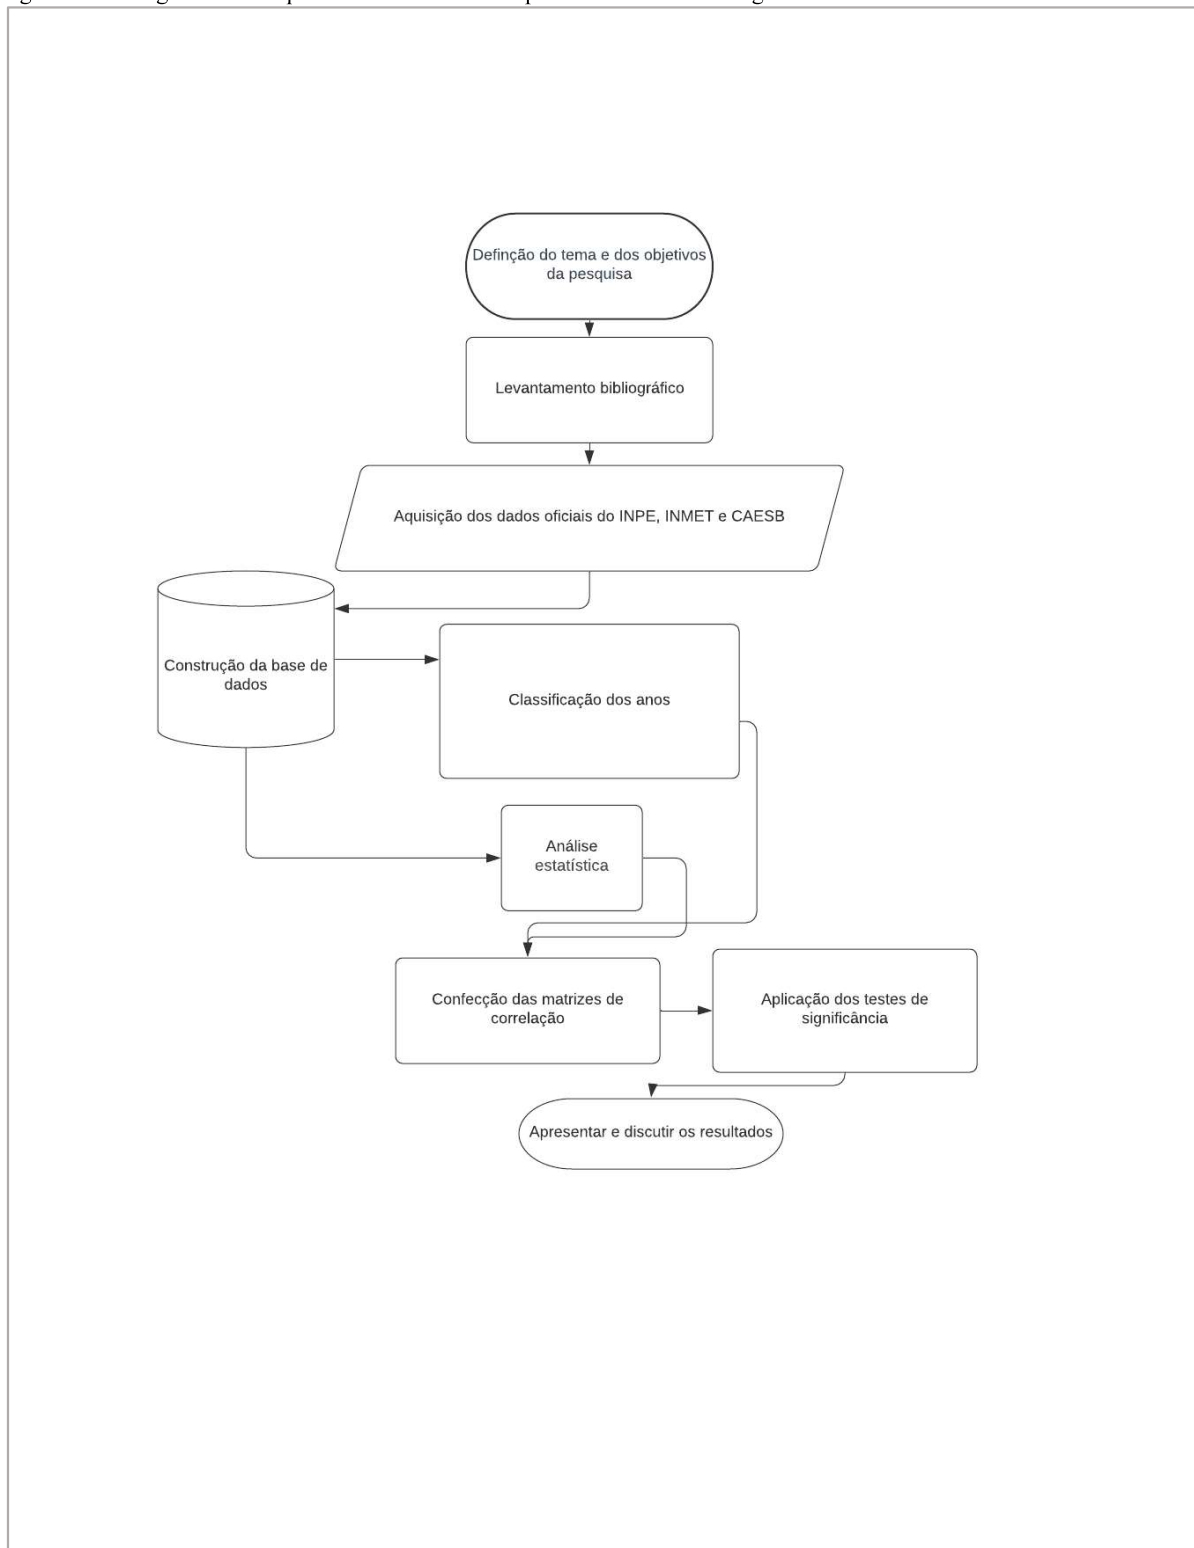 Definção do tema e dos objetivos
da pesquisa
Levantamento bibliográfico
Aquisição dos dados oficiais do INPE, INMET e CAESB
Construção da base de
dados
Classificação dos anos
Análise
estatística
Confecção das matrizes de
correlação
Aplicação dos testes de
significância
Apresentar e discutir os resultados